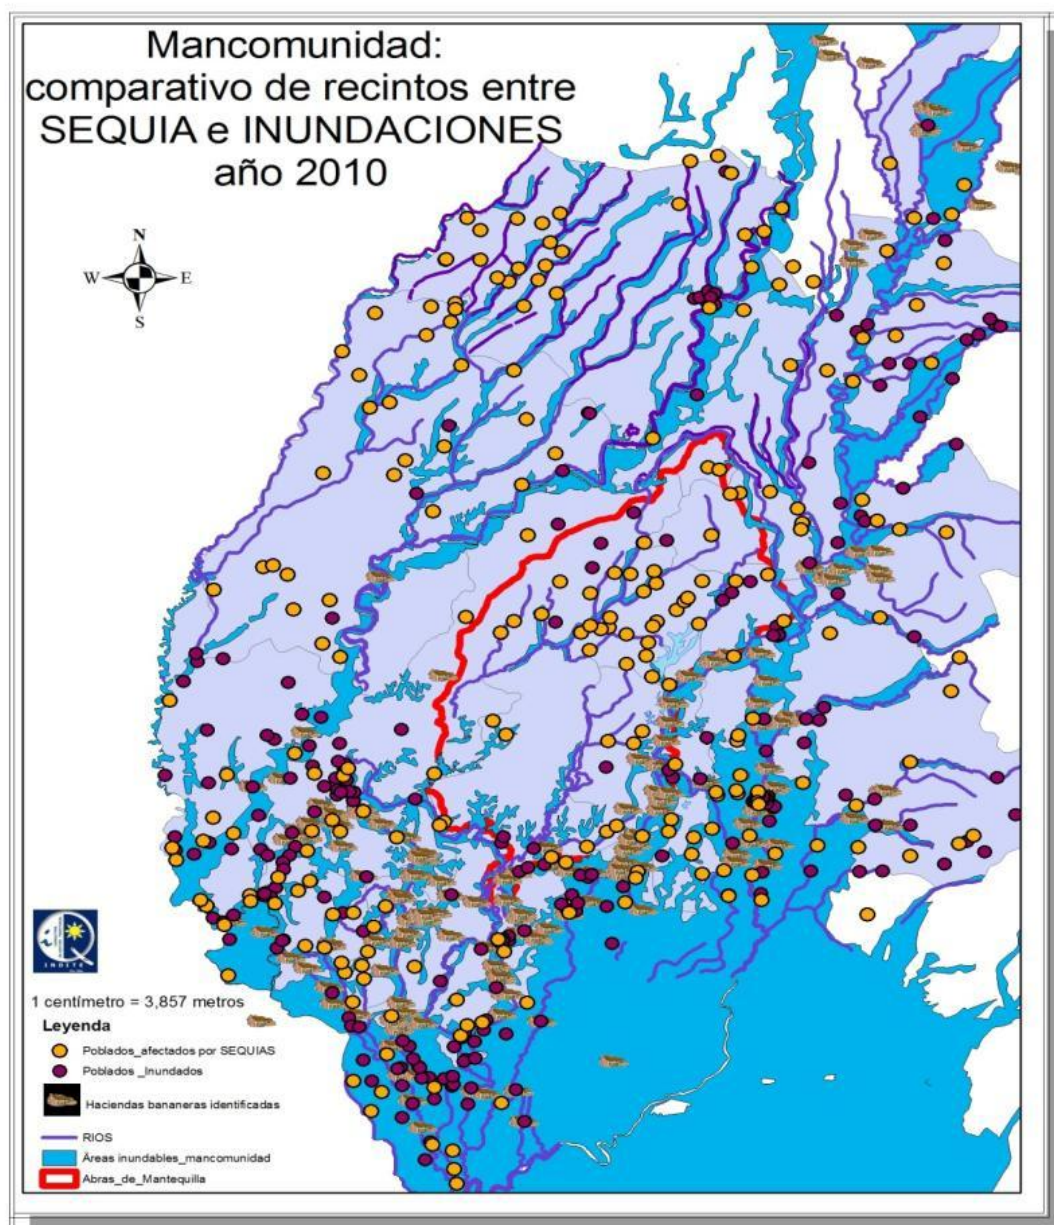 Mancomunidad:
comparativo de recintos entre
SEQUIA e INUNDACIONES
año 2010
N
W E
S
INDITE
1 centímetro = 3,857 metros
Leyenda
Poblados_afectados por SEQUIAS
Poblados _Inundados
Haciendas bananeras identificadas
RIOS
Áreas inundables_mancomunidad
Abras_de_Mantequilla